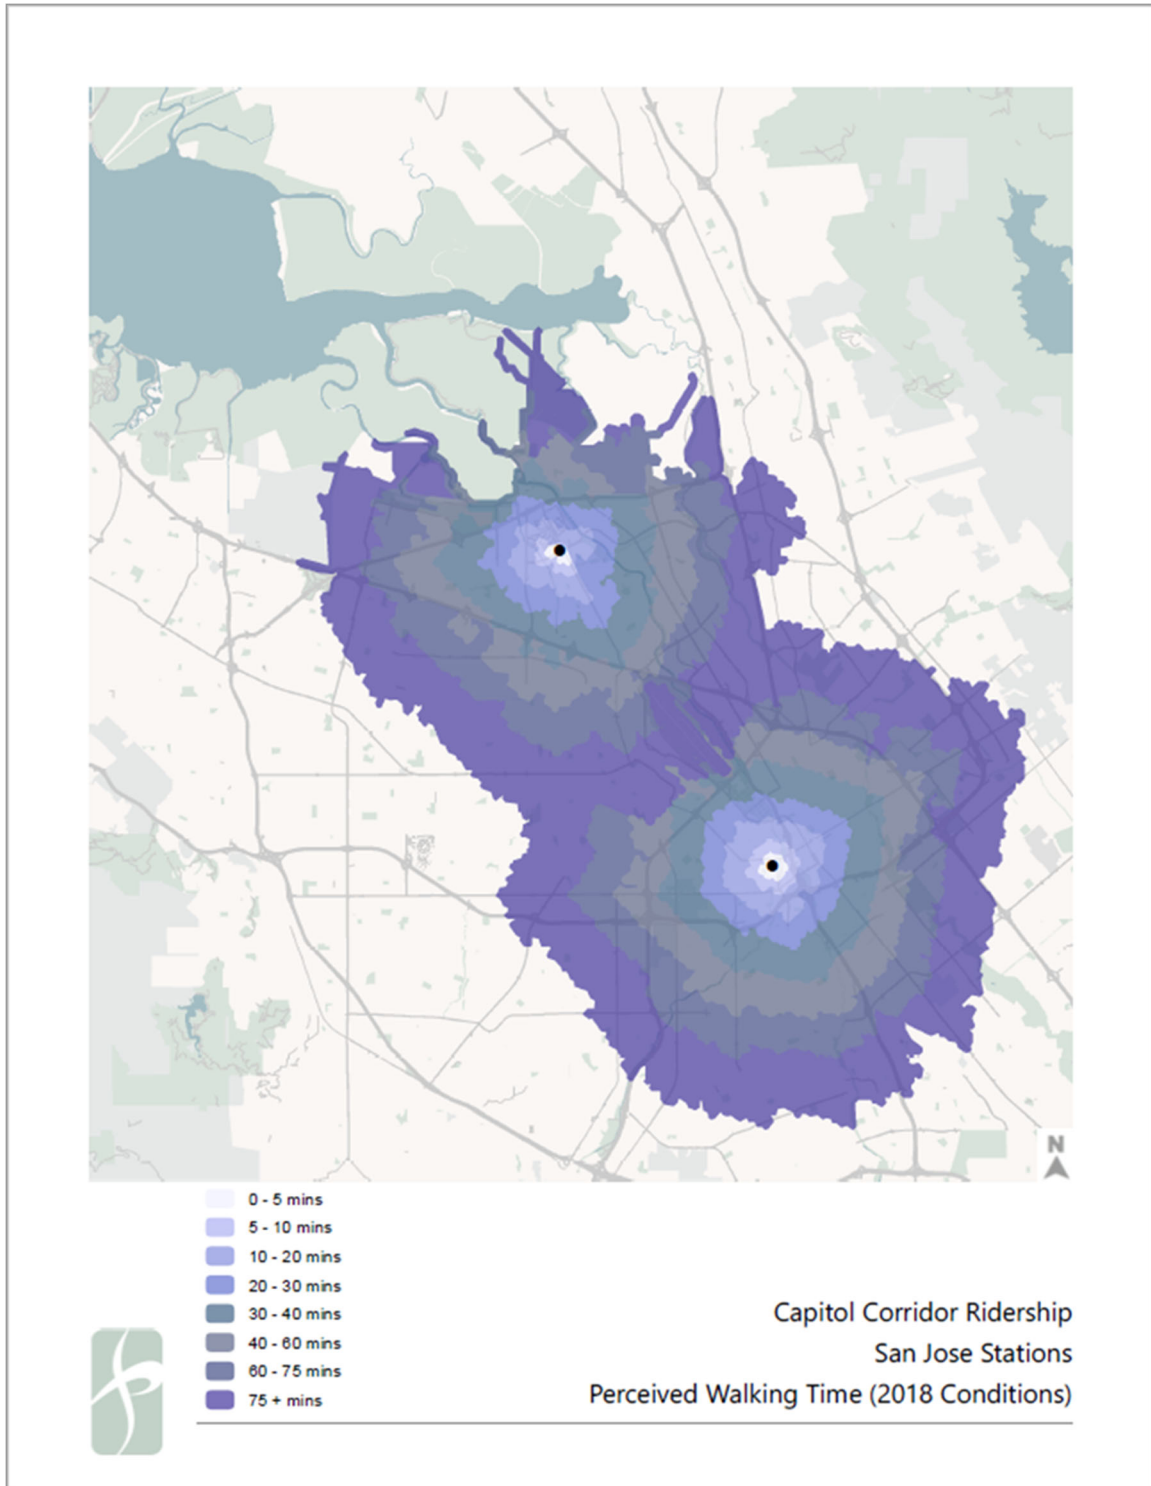 N
0 - 5 mins
5 - 10 mins
10 - 20 mins
20 - 30 mins
30 - 40 mins
40 - 60 mins
60 - 75 mins
75 + mins
Capitol Corridor Ridership
San Jose Stations
Perceived Walking Time (2018 Conditions)